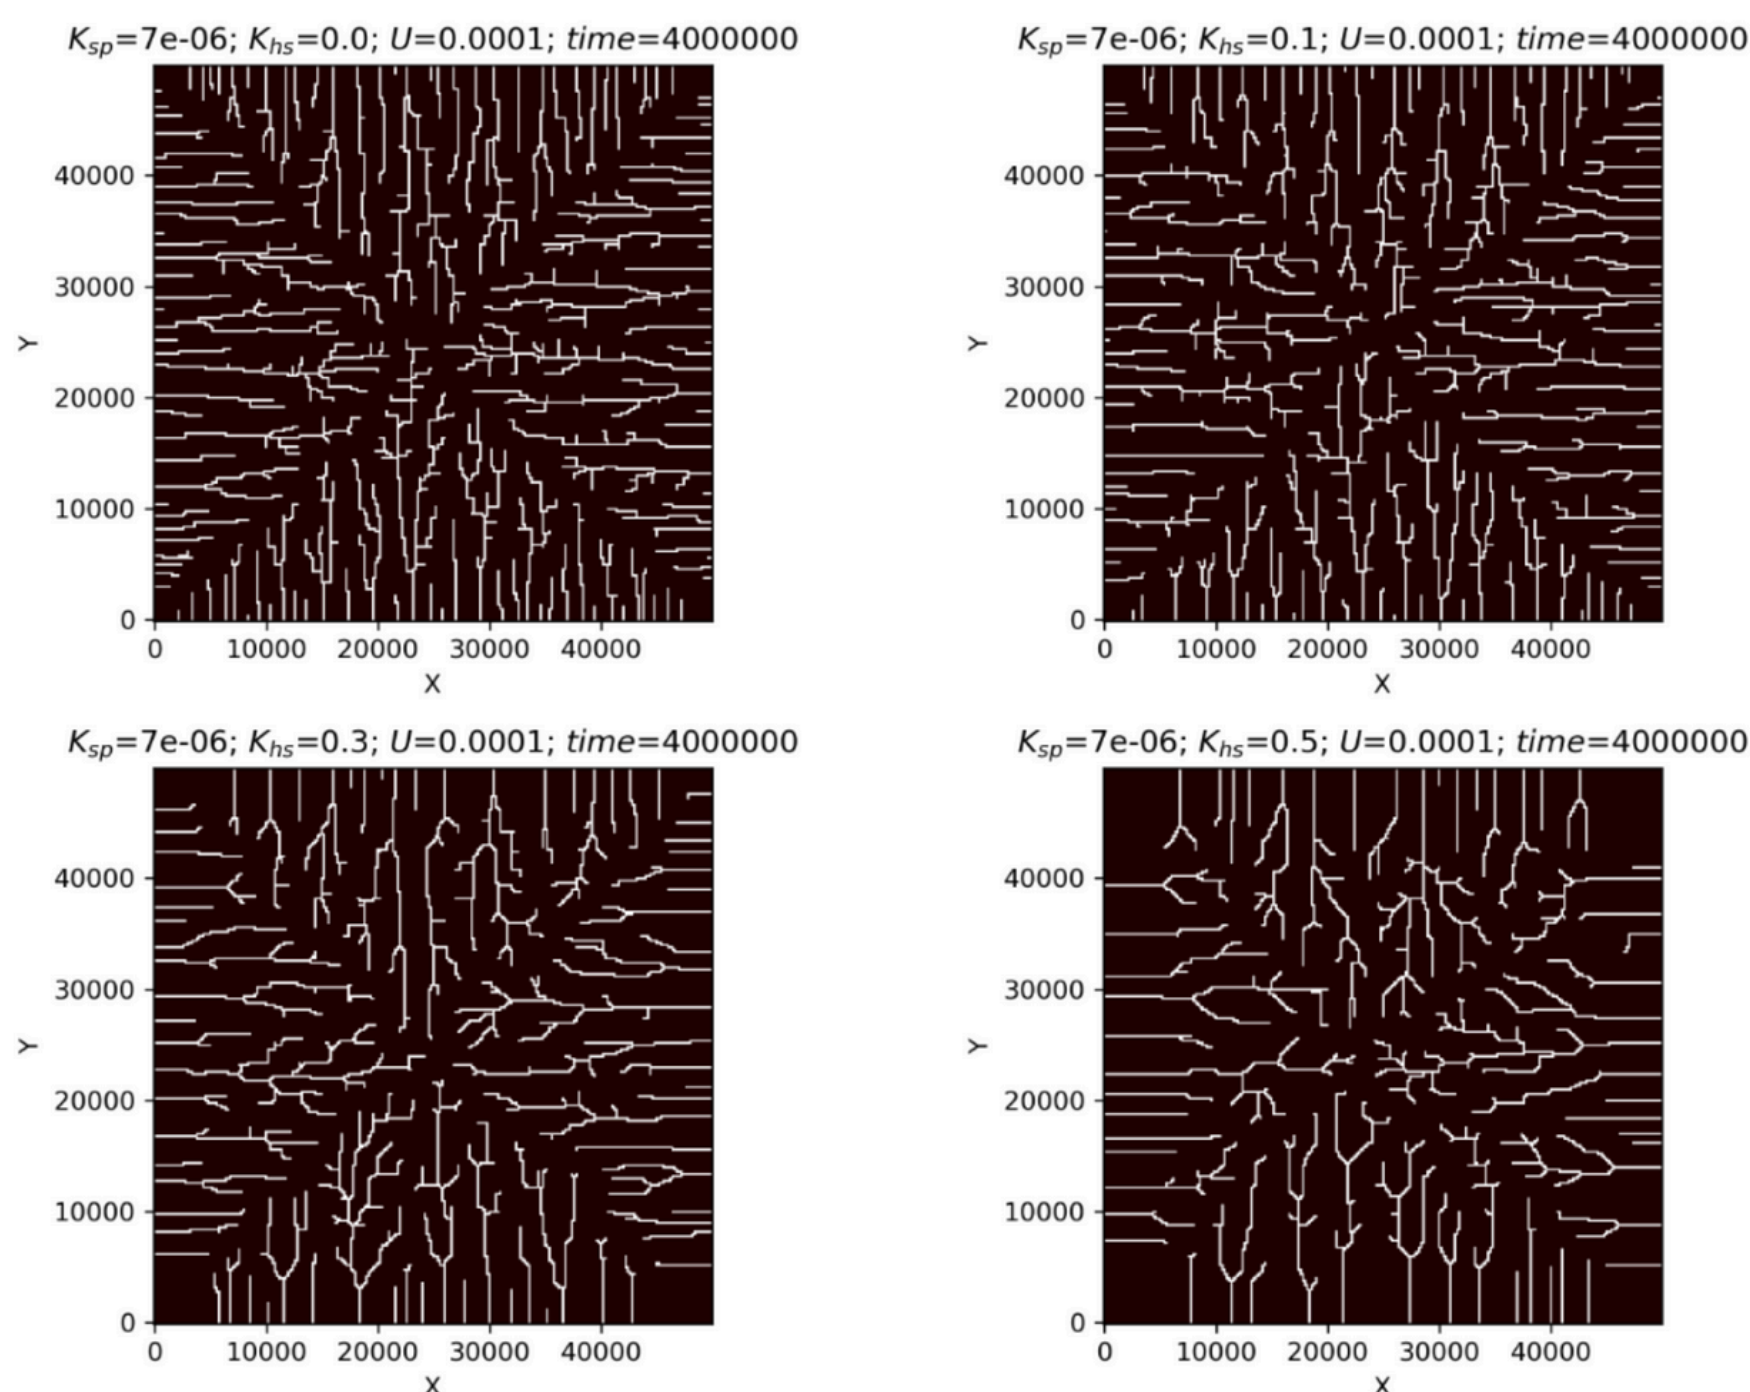 K_sp=7e-06; K_hs=0.0; U=0.0001; time=4000000
40000
30000
Y
20000
10000
0
0 10000 20000 30000 40000
X
K_sp=7e-06; K_hs=0.1; U=0.0001; time=4000000
40000
30000
Y
20000
10000
0
0 10000 20000 30000 40000
X
K_sp=7e-06; K_hs=0.3; U=0.0001; time=4000000
40000
30000
Y
20000
10000
0
0 10000 20000 30000 40000
X
K_sp=7e-06; K_hs=0.5; U=0.0001; time=4000000
40000
30000
Y
20000
10000
0
0 10000 20000 30000 40000
X